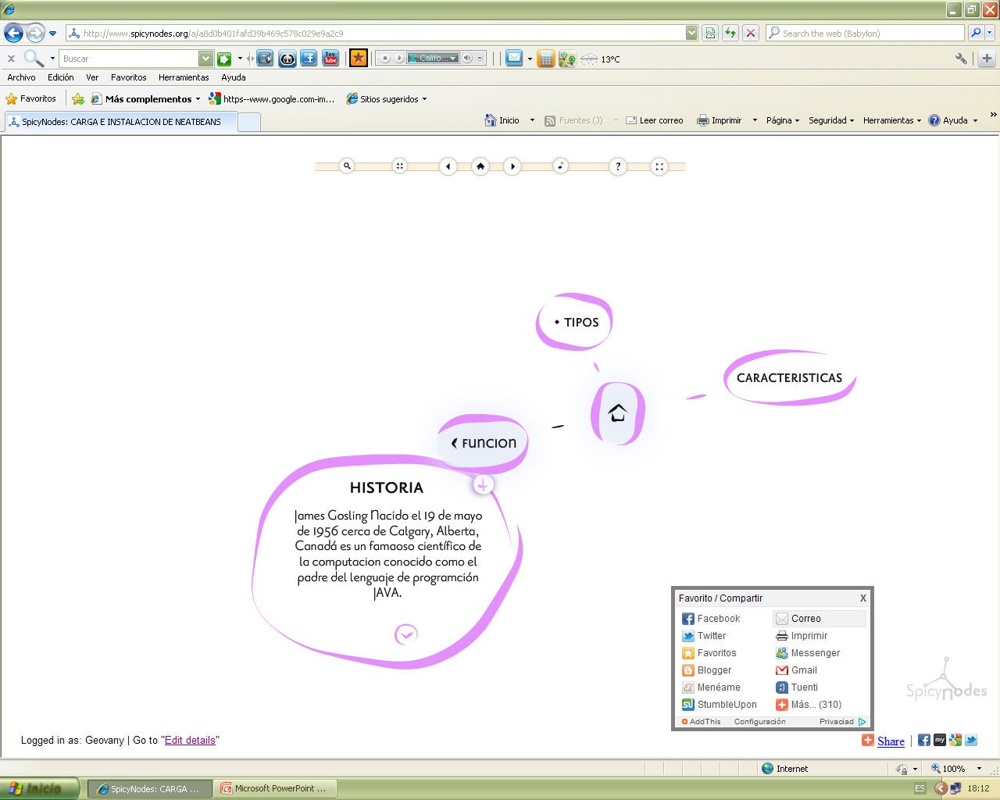 http://www.spicynodes.org/a/a8d0b401fafd39b469c578c029e9a2c9
Search the web (Babylon)
Buscar
You Tube
Califo...
13°C
Archivo Edición Ver Favoritos Herramientas Ayuda
Favoritos Más complementos https--www.google.com-im... Sitios sugeridos
SpicyNodes: CARGA E INSTALACION DE NEATBEANS
Inicio Fuentes (J) Leer correo Imprimir Página Seguridad Herramientas Ayuda
TIPOS
CARACTERISTICAS
FUNCION
HISTORIA
James Gosling Nacido el 19 de mayo
de 1956 cerca de Calgary, Alberta,
Canadá es un famaoso científico de
la computacion conocido como el
padre del lenguaje de programción
JAVA.
Favorito / Compartir X
Facebook Correo
Twitter Imprimir
Favoritos Messenger
Blogger Gmail
Menéame Tuenti
StumbleUpon Más... (310)
AddThis Configuración Privacidad
Spicynodes
Logged in as: Geovany | Go to "Edit details"
Share | my
Internet
100%
Inicio SpicyNodes: CARGA ... Microsoft PowerPoint ...
ES 18:12